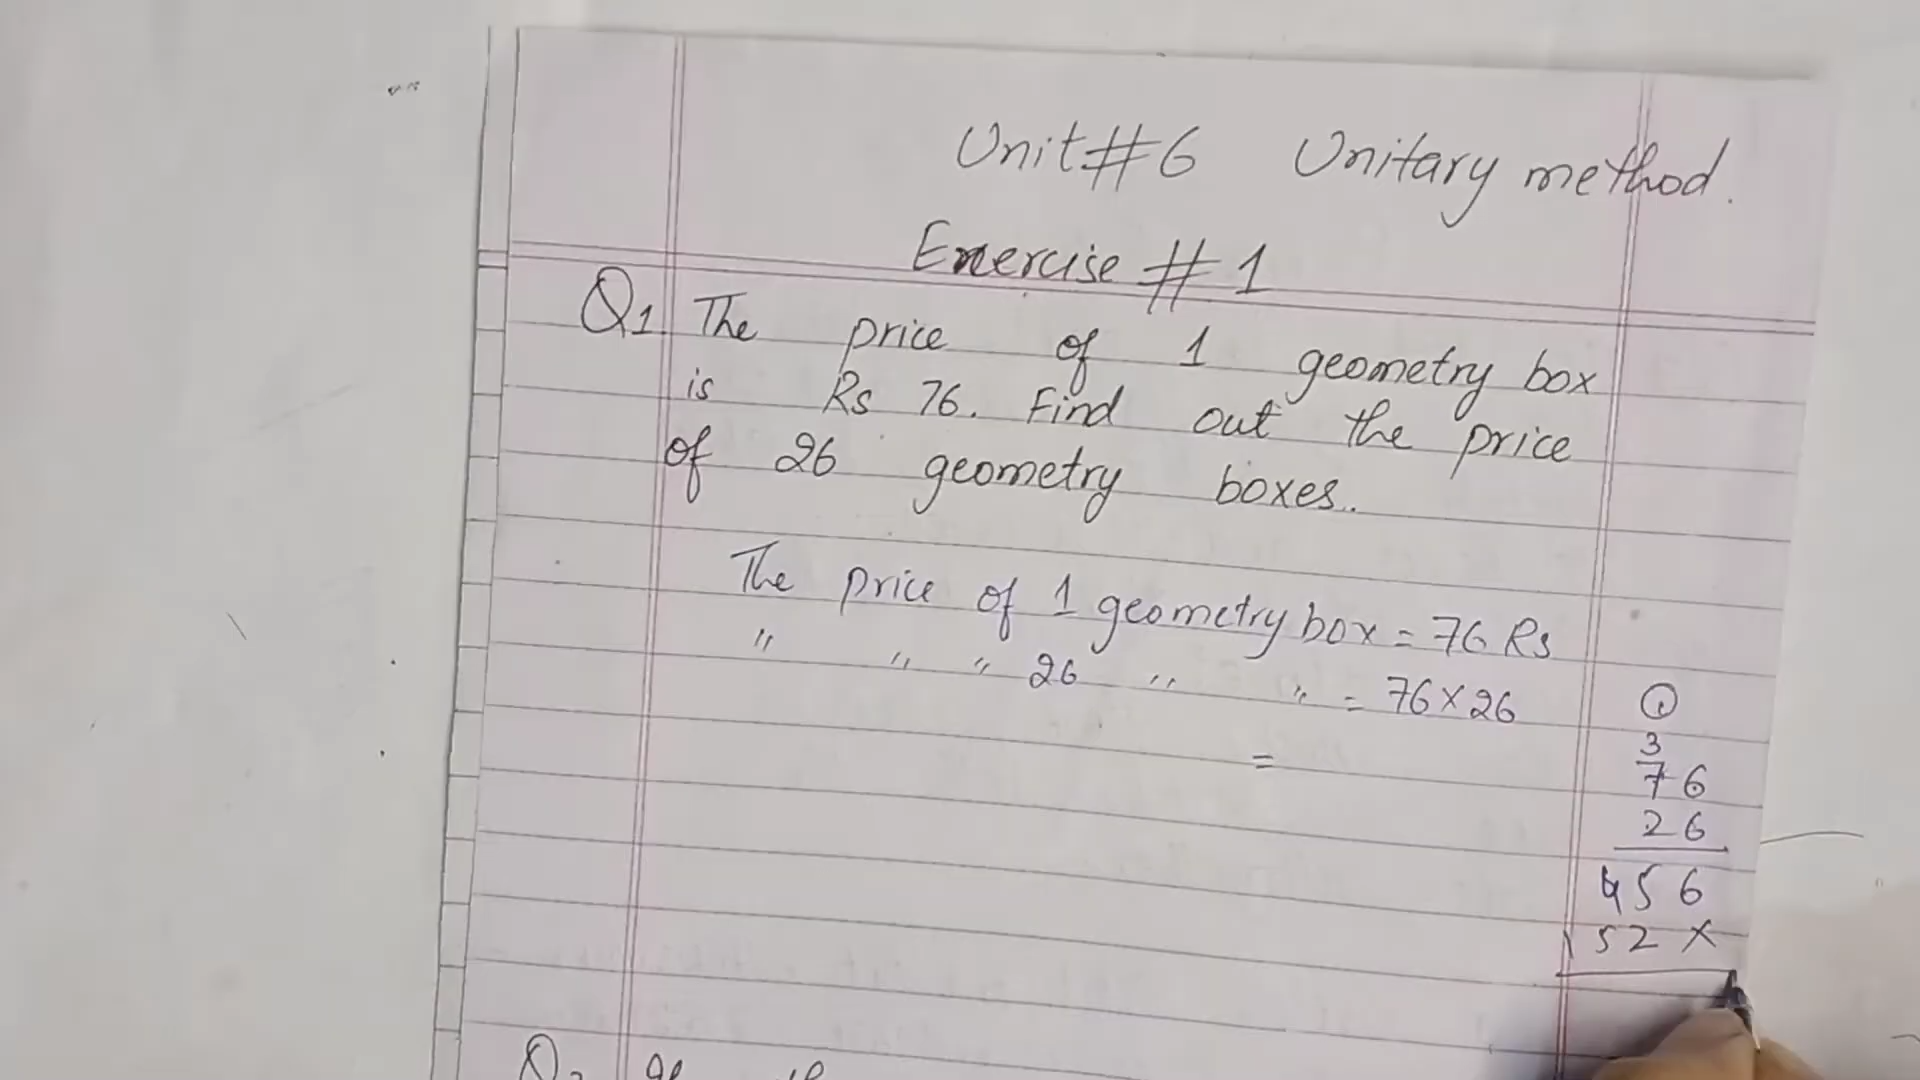 Unit#6 Unitary method.
Exercise # 1
Q1. The price of 1 geometry box
is Rs 76. Find out the price
of 26 geometry boxes..
The price of 1 geometry box = 76 Rs
" " " 26 " " = 76×26
=
1
3
76
26
456
152×
Q2